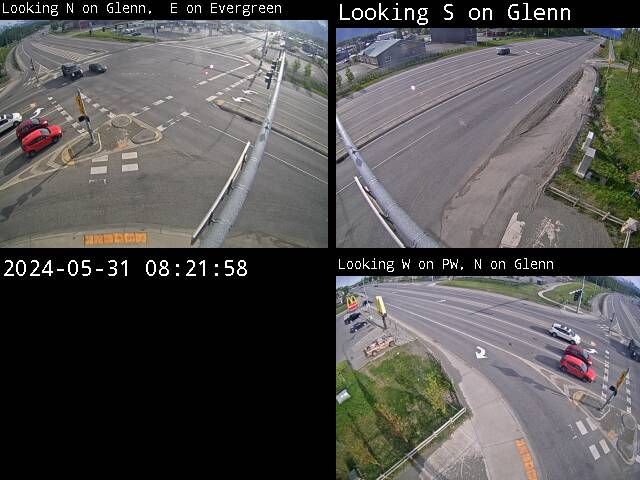 Looking N on Glenn,  E on Evergreen
Looking S on Glenn
2024-05-31 08:21:58
Looking W on PW, N on Glenn